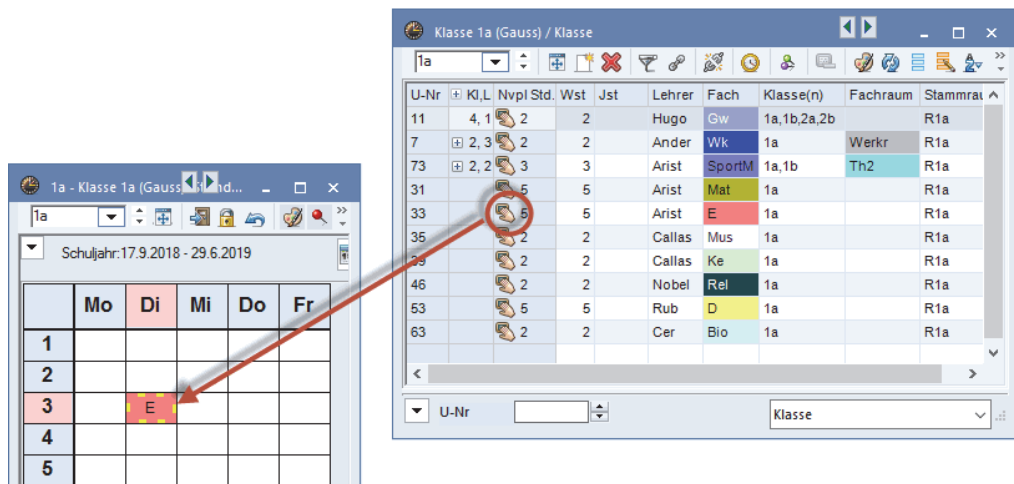 Klasse 1a (Gauss) / Klasse
1a
U-Nr Kl,L Nvpl Std. Wst Jst Lehrer Fach Klasse(n) Fachraum Stammrau
11 4, 1 2 2 Hugo Gw 1a,1b,2a,2b R1a
7 2, 3 2 2 Ander Wk 1a Werkr R1a
73 2, 2 3 3 Arist SportM 1a,1b Th2 R1a
31 5 5 Arist Mat 1a R1a
33 5 5 Arist E 1a R1a
35 2 2 Callas Mus 1a R1a
39 2 2 Callas Ke 1a R1a
46 2 2 Nobel Rel 1a R1a
53 5 5 Rub D 1a R1a
63 2 2 Cer Bio 1a R1a
U-Nr Klasse
1a - Klasse 1a (Gauss)
1a
Schuljahr:17.9.2018 - 29.6.2019
Mo Di Mi Do Fr
1
2
3 E
4
5